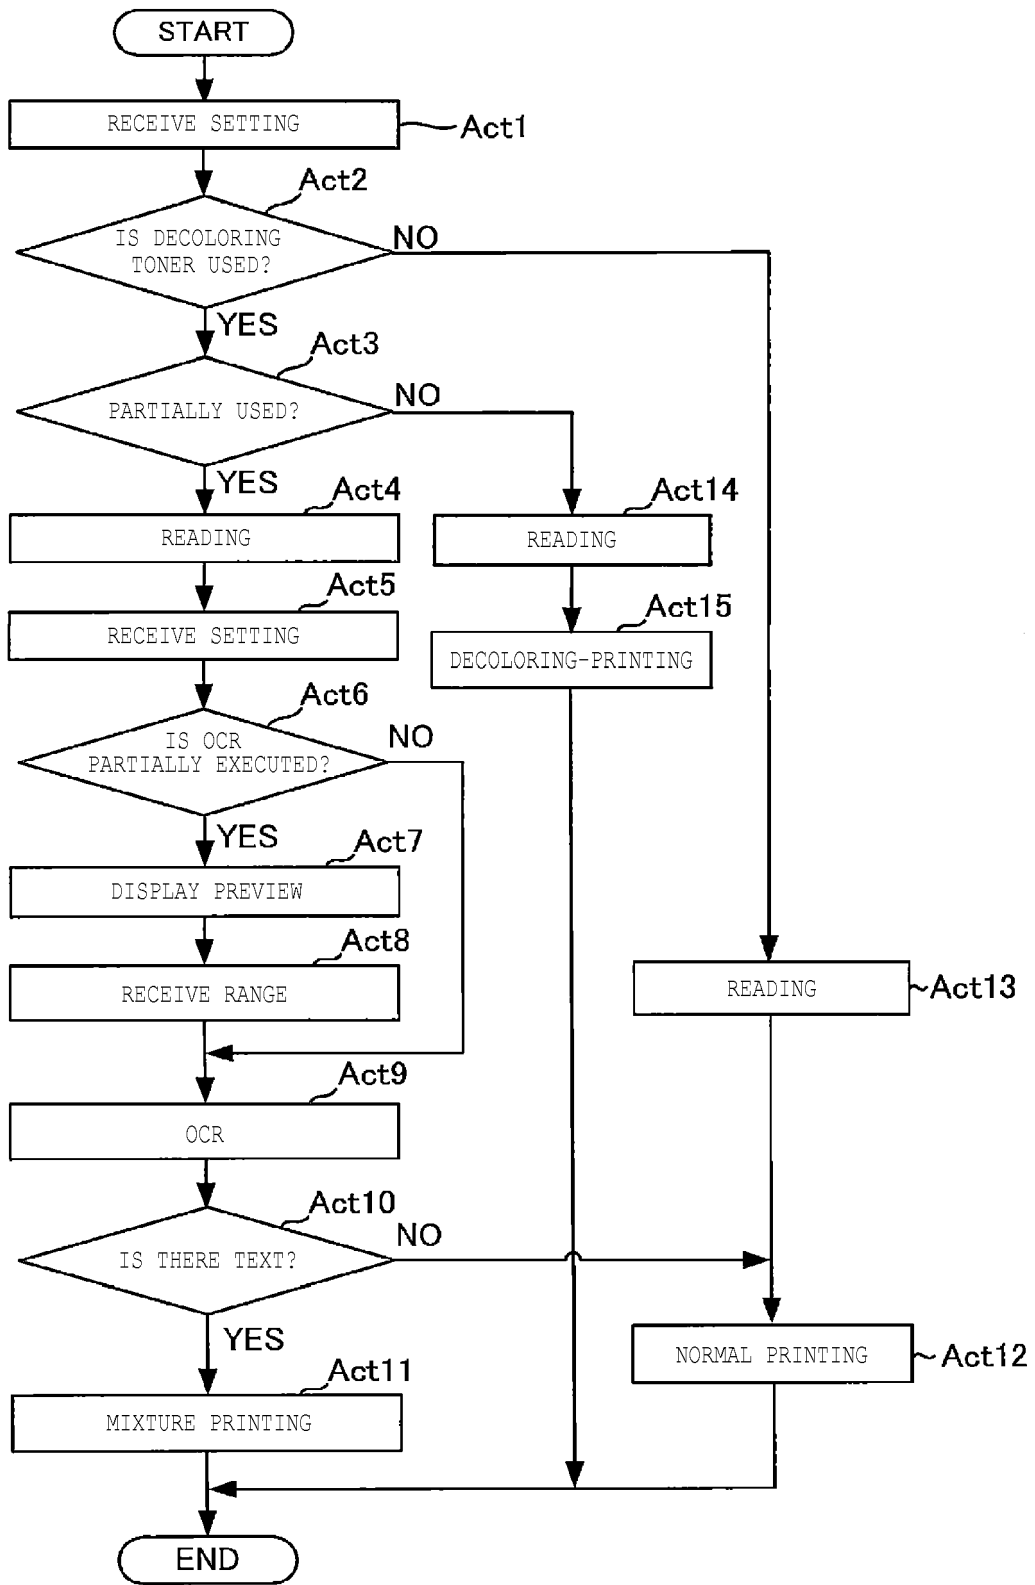 START
RECEIVE SETTING
Act1
Act2
IS DECOLORING
TONER USED?
NO
YES
Act3
PARTIALLY USED?
NO
YES
Act4
READING
Act14
READING
Act5
RECEIVE SETTING
Act15
DECOLORING-PRINTING
Act6
IS OCR
PARTIALLY EXECUTED?
NO
YES
Act7
DISPLAY PREVIEW
Act8
RECEIVE RANGE
READING
Act13
Act9
OCR
Act10
IS THERE TEXT?
NO
YES
NORMAL PRINTING
Act12
Act11
MIXTURE PRINTING
END